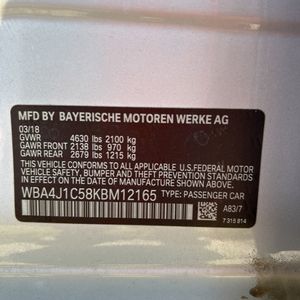 MFD BY BAYERISCHE MOTOREN WERKE AG
03/18
GVWR 4630 lbs 2100 kg
GAWR FRONT 2138 lbs 970 kg
GAWR REAR 2679 lbs 1215 kg
THIS VEHICLE CONFORMS TO ALL APPLICABLE U.S.FEDERAL MOTOR
VEHICLE SAFETY, BUMPER, AND THEFT PREVENTION STANDARDS
IN EFFECT ON THE DATE OF MANUFACTURE SHOWN ABOVE.
WBA4J1C58KBM12165 TYPE: PASSENGER CAR
A83/7
7 315 814